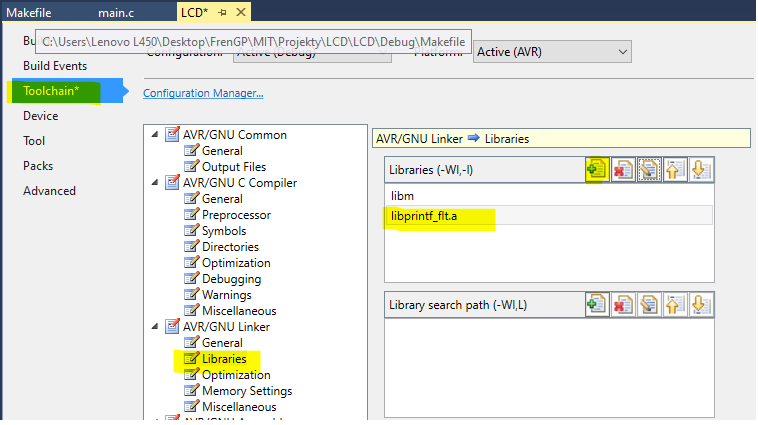 Makefile
main.c
LCD*
Bu
C:\Users\Lenovo L450\Desktop\FrenGP\MIT\Projekty\LCD\LCD\Debug\Makefile
Configuration: Active (Debug)
Platform: Active (AVR)
Build Events
Toolchain*
Device
Tool
Packs
Advanced
Configuration Manager...
AVR/GNU Common
General
Output Files
AVR/GNU C Compiler
General
Preprocessor
Symbols
Directories
Optimization
Debugging
Warnings
Miscellaneous
AVR/GNU Linker
General
Libraries
Optimization
Memory Settings
Miscellaneous
AVR/GNU Assembler
AVR/GNU Linker ➡ Libraries
Libraries (-Wl,-l)
libm
libprintf_flt.a
Library search path (-Wl,L)